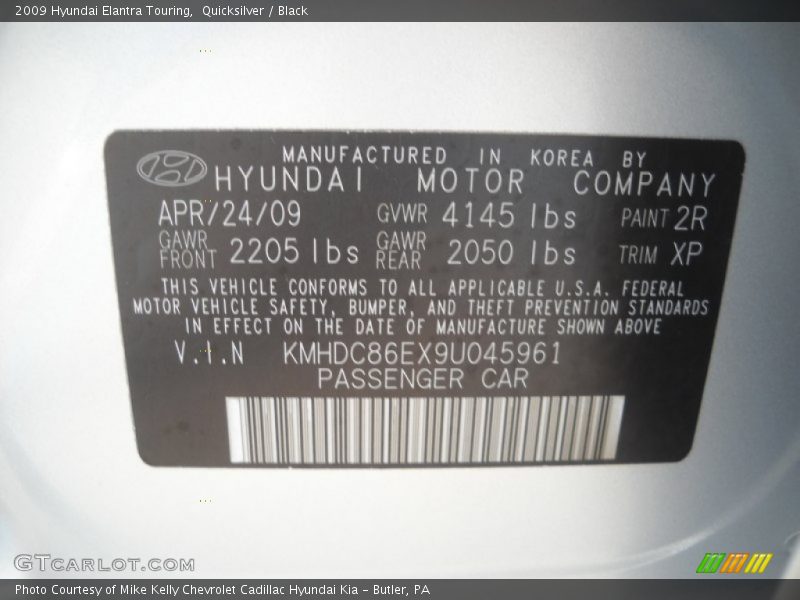 2009 Hyundai Elantra Touring,  Quicksilver / Black
MANUFACTURED IN KOREA BY
HYUNDAI MOTOR COMPANY
APR/24/09 GVWR 4145 lbs PAINT 2R
GAWR FRONT 2205 lbs GAWR REAR 2050 lbs TRIM XP
THIS VEHICLE CONFORMS TO ALL APPLICABLE U.S.A. FEDERAL
MOTOR VEHICLE SAFETY, BUMPER, AND THEFT PREVENTION STANDARDS
IN EFFECT ON THE DATE OF MANUFACTURE SHOWN ABOVE
V.I.N KMHDC86EX9U045961
PASSENGER CAR
GTCARLOT.COM
Photo Courtesy of Mike Kelly Chevrolet Cadillac Hyundai Kia – Butler, PA